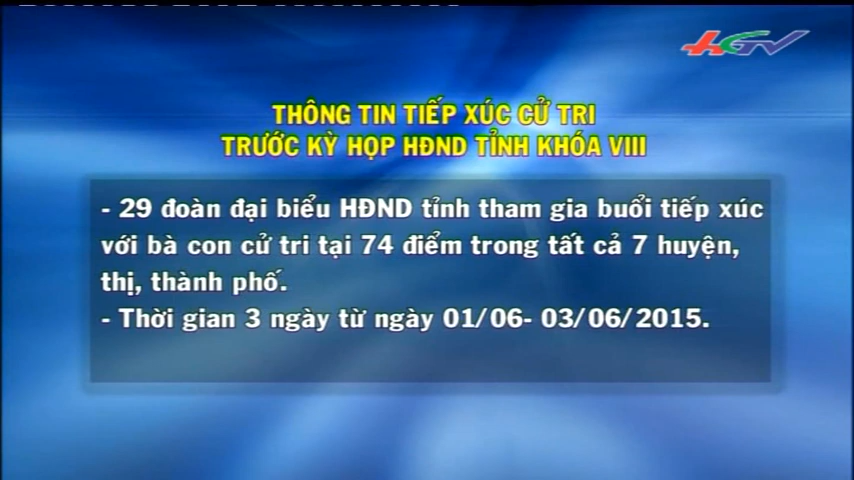 HGV
THÔNG TIN TIẾP XÚC CỬ TRI
TRƯỚC KỲ HỌP HĐND TỈNH KHÓA VIII
- 29 đoàn đại biểu HĐND tỉnh tham gia buổi tiếp xúc
với bà con cử tri tại 74 điểm trong tất cả 7 huyện,
thị, thành phố.
- Thời gian 3 ngày từ ngày 01/06- 03/06/2015.